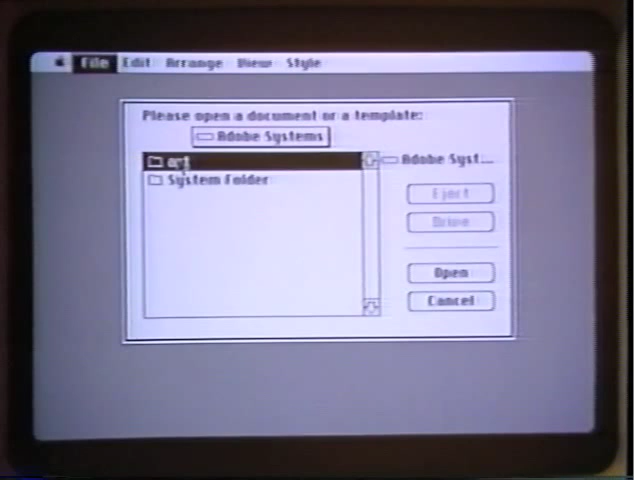 File Edit Arrange View Style
Please open a document or a template:
Adobe Systems
art
System Folder
Adobe Syst...
Eject
Drive
Open
Cancel